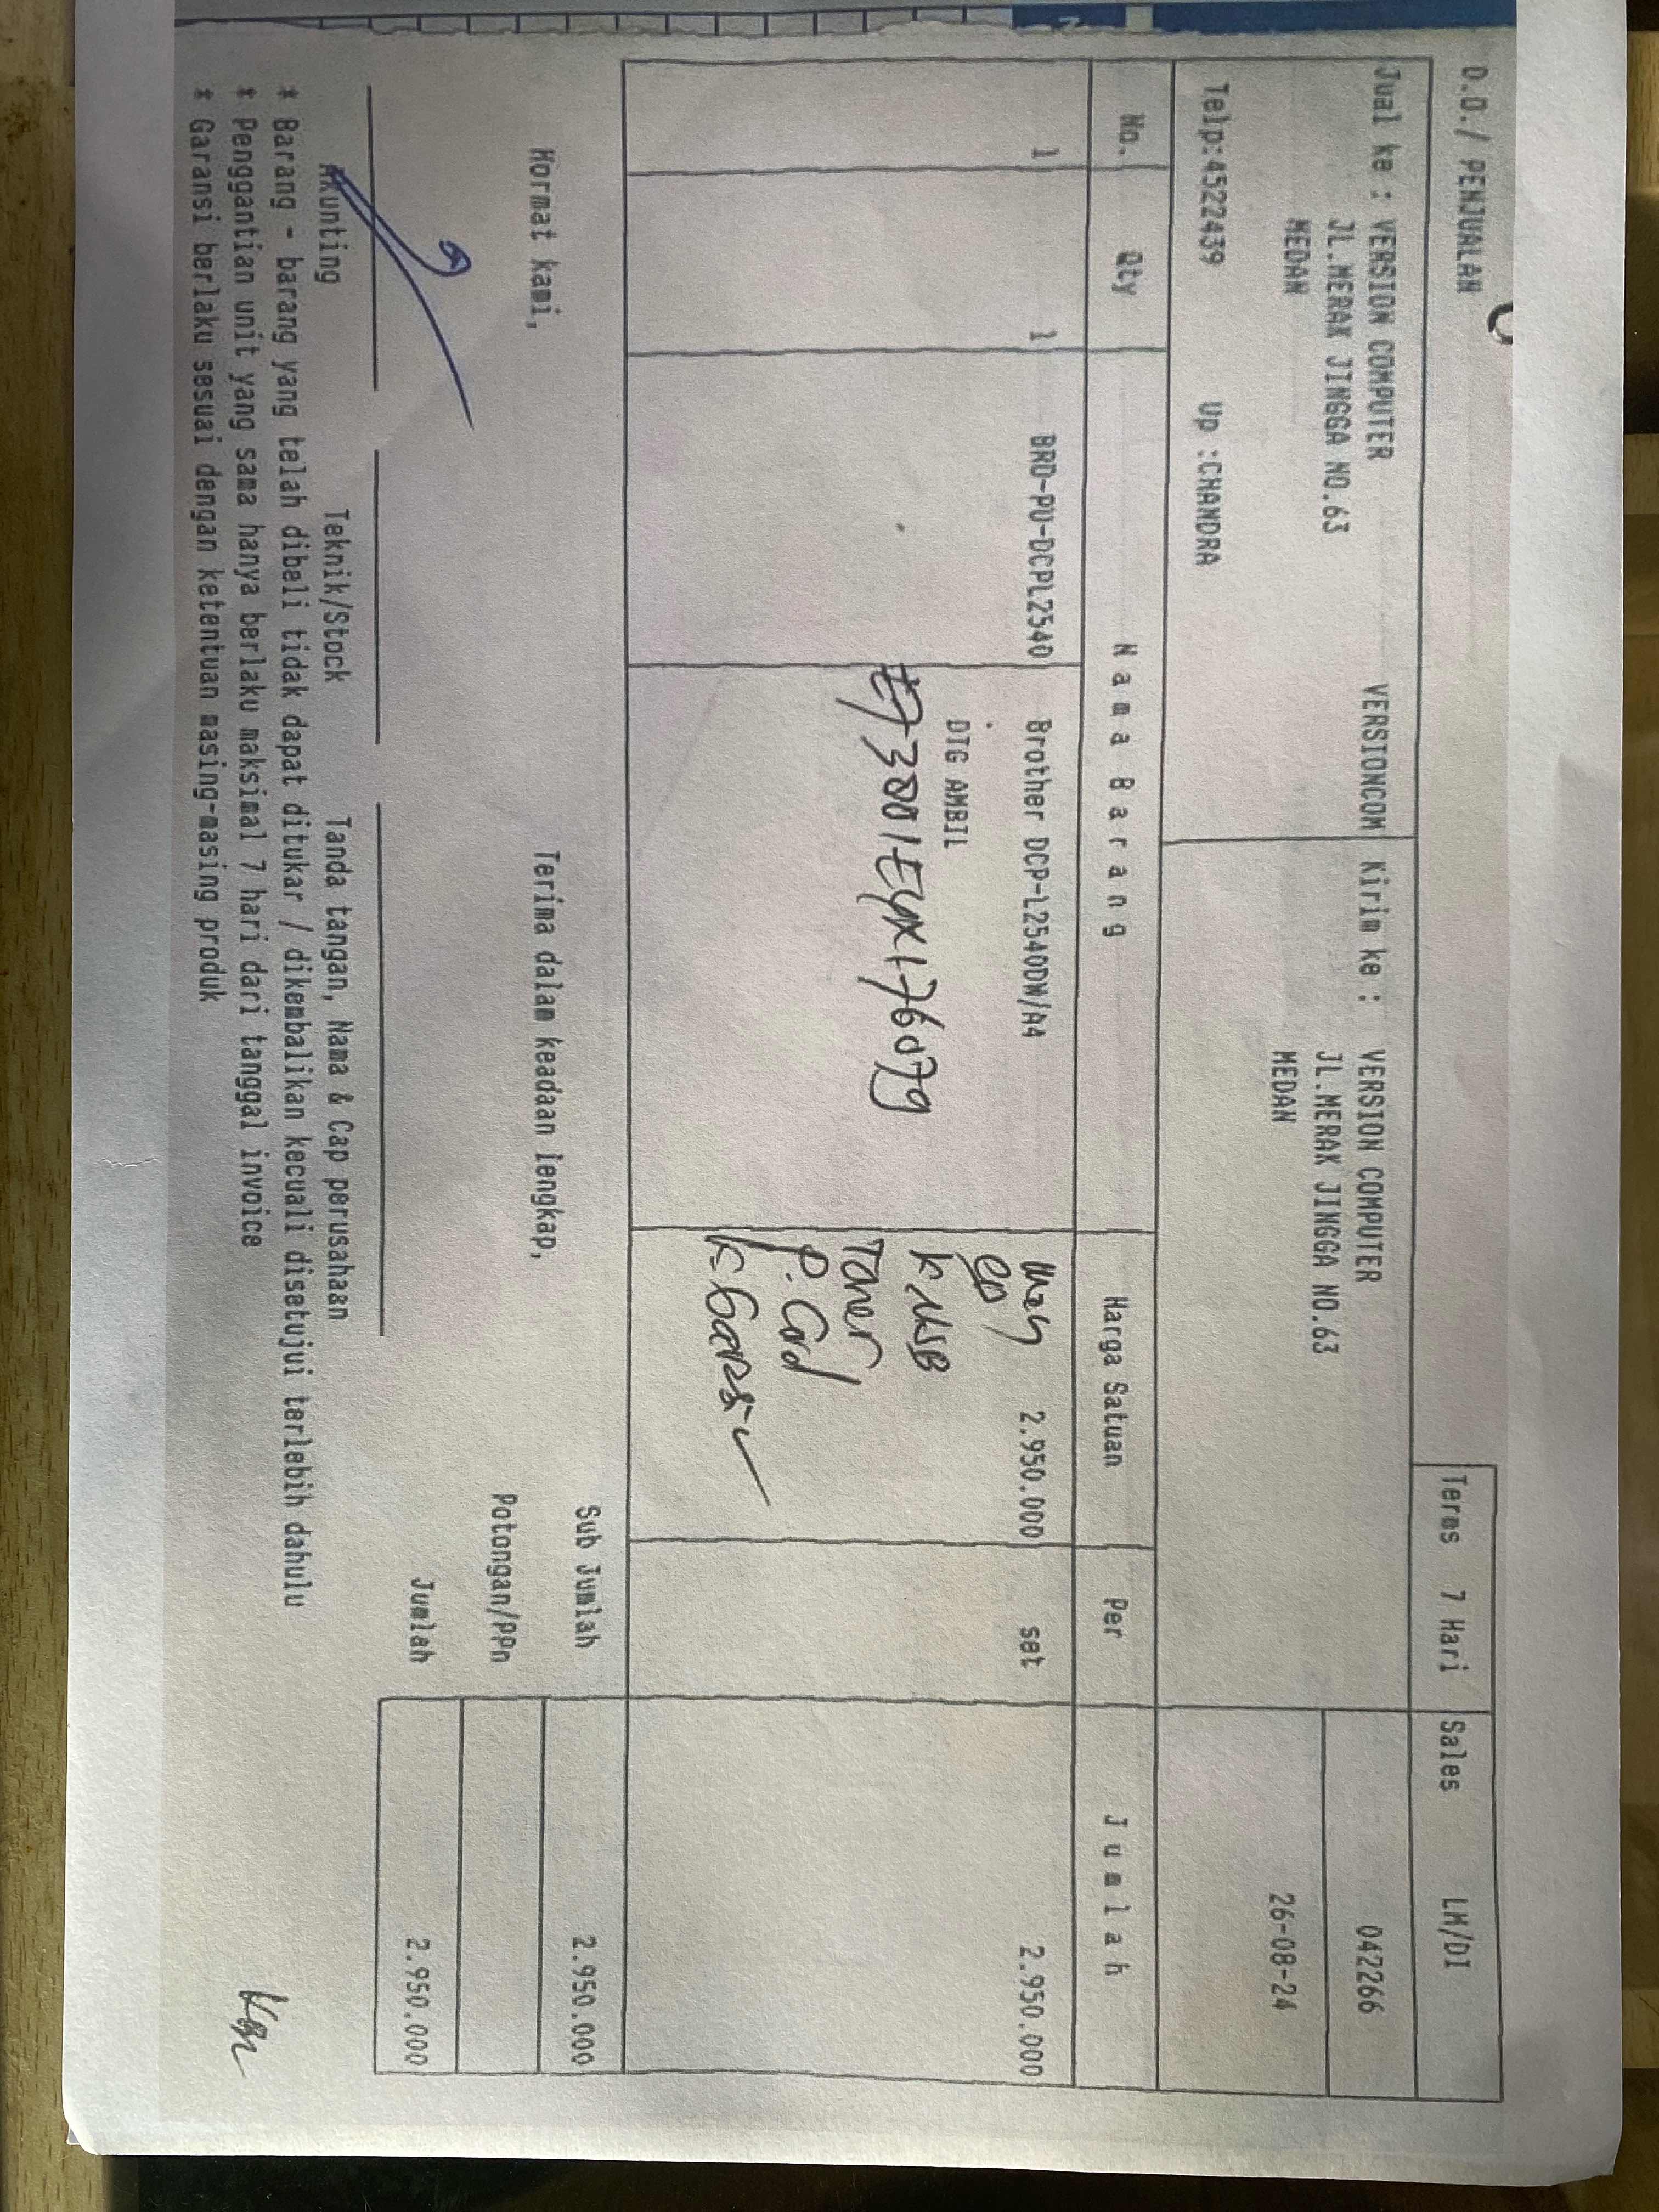 D.O./ PENJUALAN
Terms 7 Hari Sales LM/DI
Jual ke : VERSION COMPUTER VERSIONCOM Kirim ke : VERSION COMPUTER 042266
JL.MERAK JINGGA NO.63 JL.MERAK JINGGA NO.63
MEDAN MEDAN 26-08-24
Telp:4522439 Up :CHANDRA
No. Qty N a m a B a r a n g Harga Satuan Per J u m l a h
1 1 BRD-PU-DCPL2540 Brother DCP-L2540DW/A4 2.950.000 set 2.950.000
DTG AMBIL
K USB
Toner
P. Cord
K. Garansi
Sub Jumlah 2.950.000
Hormat kami, Terima dalam keadaan lengkap,
Potongan/PPn
Jumlah 2.950.000
Akunting Teknik/Stock Tanda tangan, Nama & Cap perusahaan
* Barang - barang yang telah dibeli tidak dapat ditukar / dikembalikan kecuali disetujui terlebih dahulu
* Penggantian unit yang sama hanya berlaku maksimal 7 hari dari tanggal invoice
* Garansi berlaku sesuai dengan ketentuan masing-masing produk